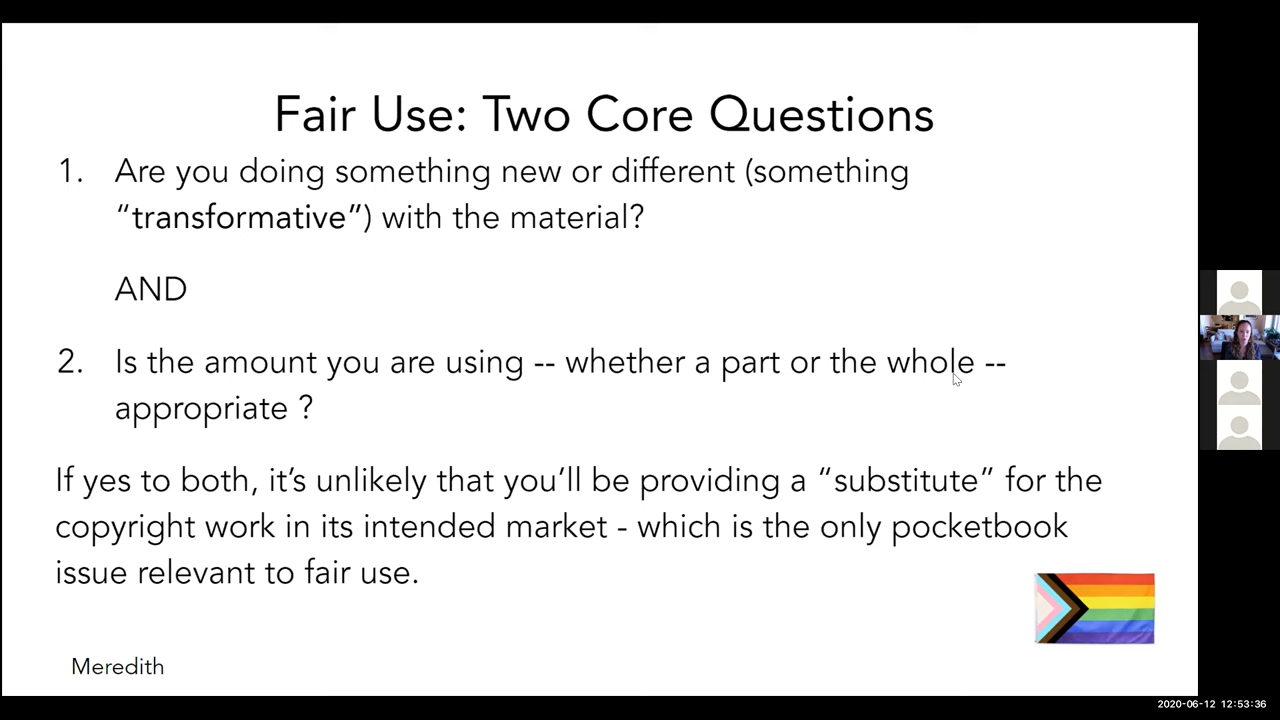 Fair Use: Two Core Questions
1. Are you doing something new or different (something
“transformative”) with the material?
AND
2. Is the amount you are using -- whether a part or the whole --
appropriate ?
If yes to both, it’s unlikely that you’ll be providing a “substitute” for the
copyright work in its intended market - which is the only pocketbook
issue relevant to fair use.
Meredith
2020-06-12 12:53:36